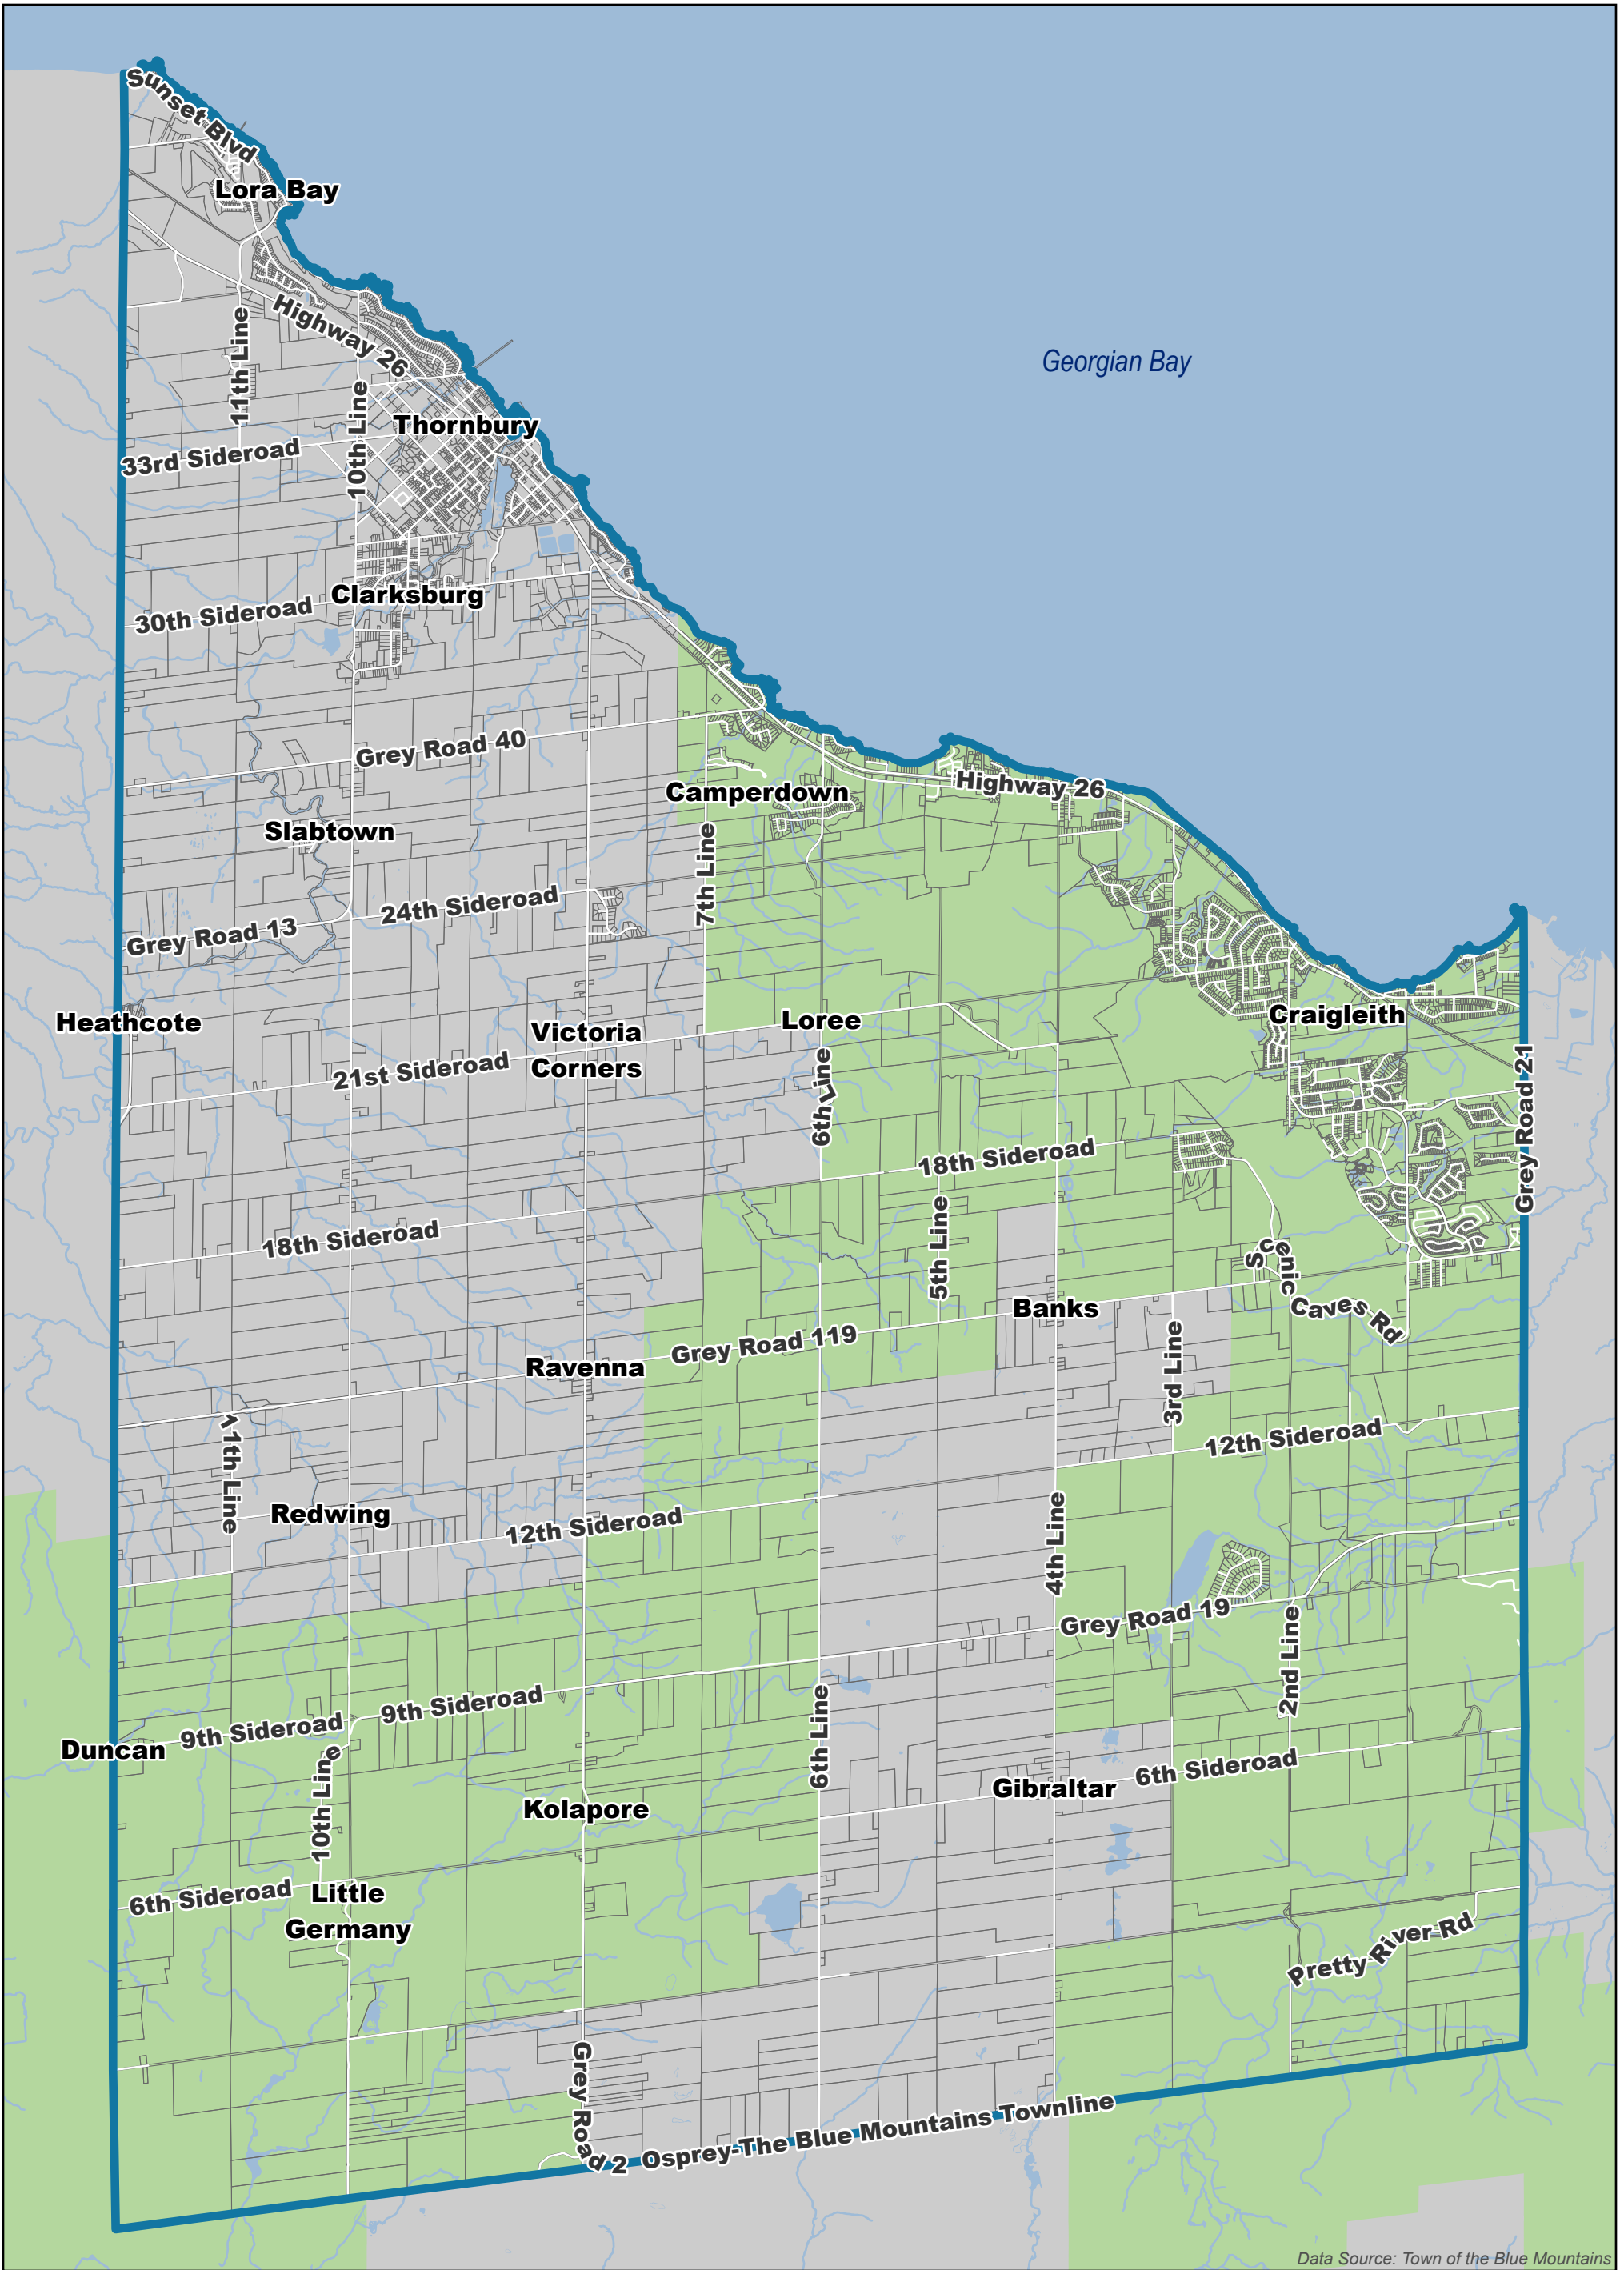 Sunset Blvd
Lora Bay
Highway 26
11th Line
Georgian Bay
10th Line
Thornbury
33rd Sideroad
Clarksburg
30th Sideroad
Grey Road 40
Camperdown
Highway 26
Slabtown
7th Line
24th Sideroad
Grey Road 13
Heathcote
Victoria
Corners
Loree
Craigleith
21st Sideroad
6th Line
Grey Road 21
18th Sideroad
18th Sideroad
5th Line
Scenic Caves Rd
Banks
Grey Road 119
Ravenna
3rd Line
11th Line
12th Sideroad
Redwing
12th Sideroad
4th Line
Grey Road 19
2nd Line
9th Sideroad
9th Sideroad
Duncan
6th Line
10th Line
Gibraltar
6th Sideroad
Kolapore
6th Sideroad
Little
Germany
Pretty River Rd
Grey Road 2
Osprey-The Blue Mountains Townline
Data Source: Town of the Blue Mountains